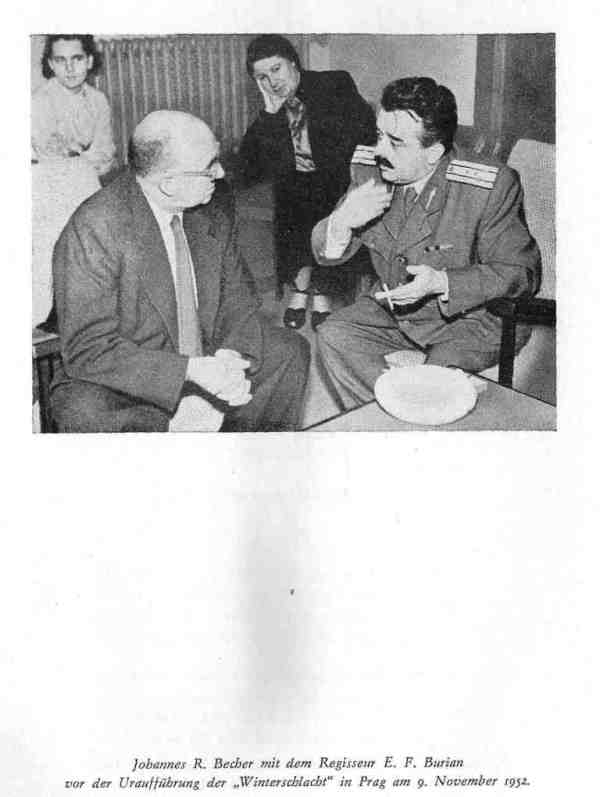 Johannes R. Becher mit dem Regisseur E. F. Burian
vor der Uraufführung der „Winterschlacht“ in Prag am 9. November 1952.